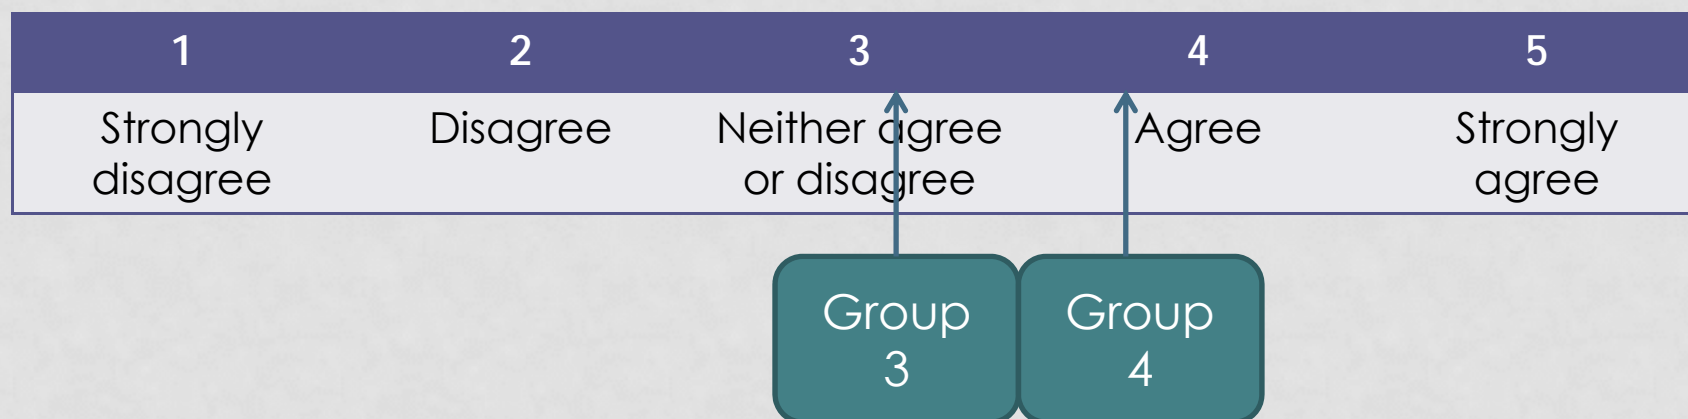 1 2 3 4 5
Strongly disagree
Disagree
Neither agree or disagree
Agree
Strongly agree
Group
3
Group
4